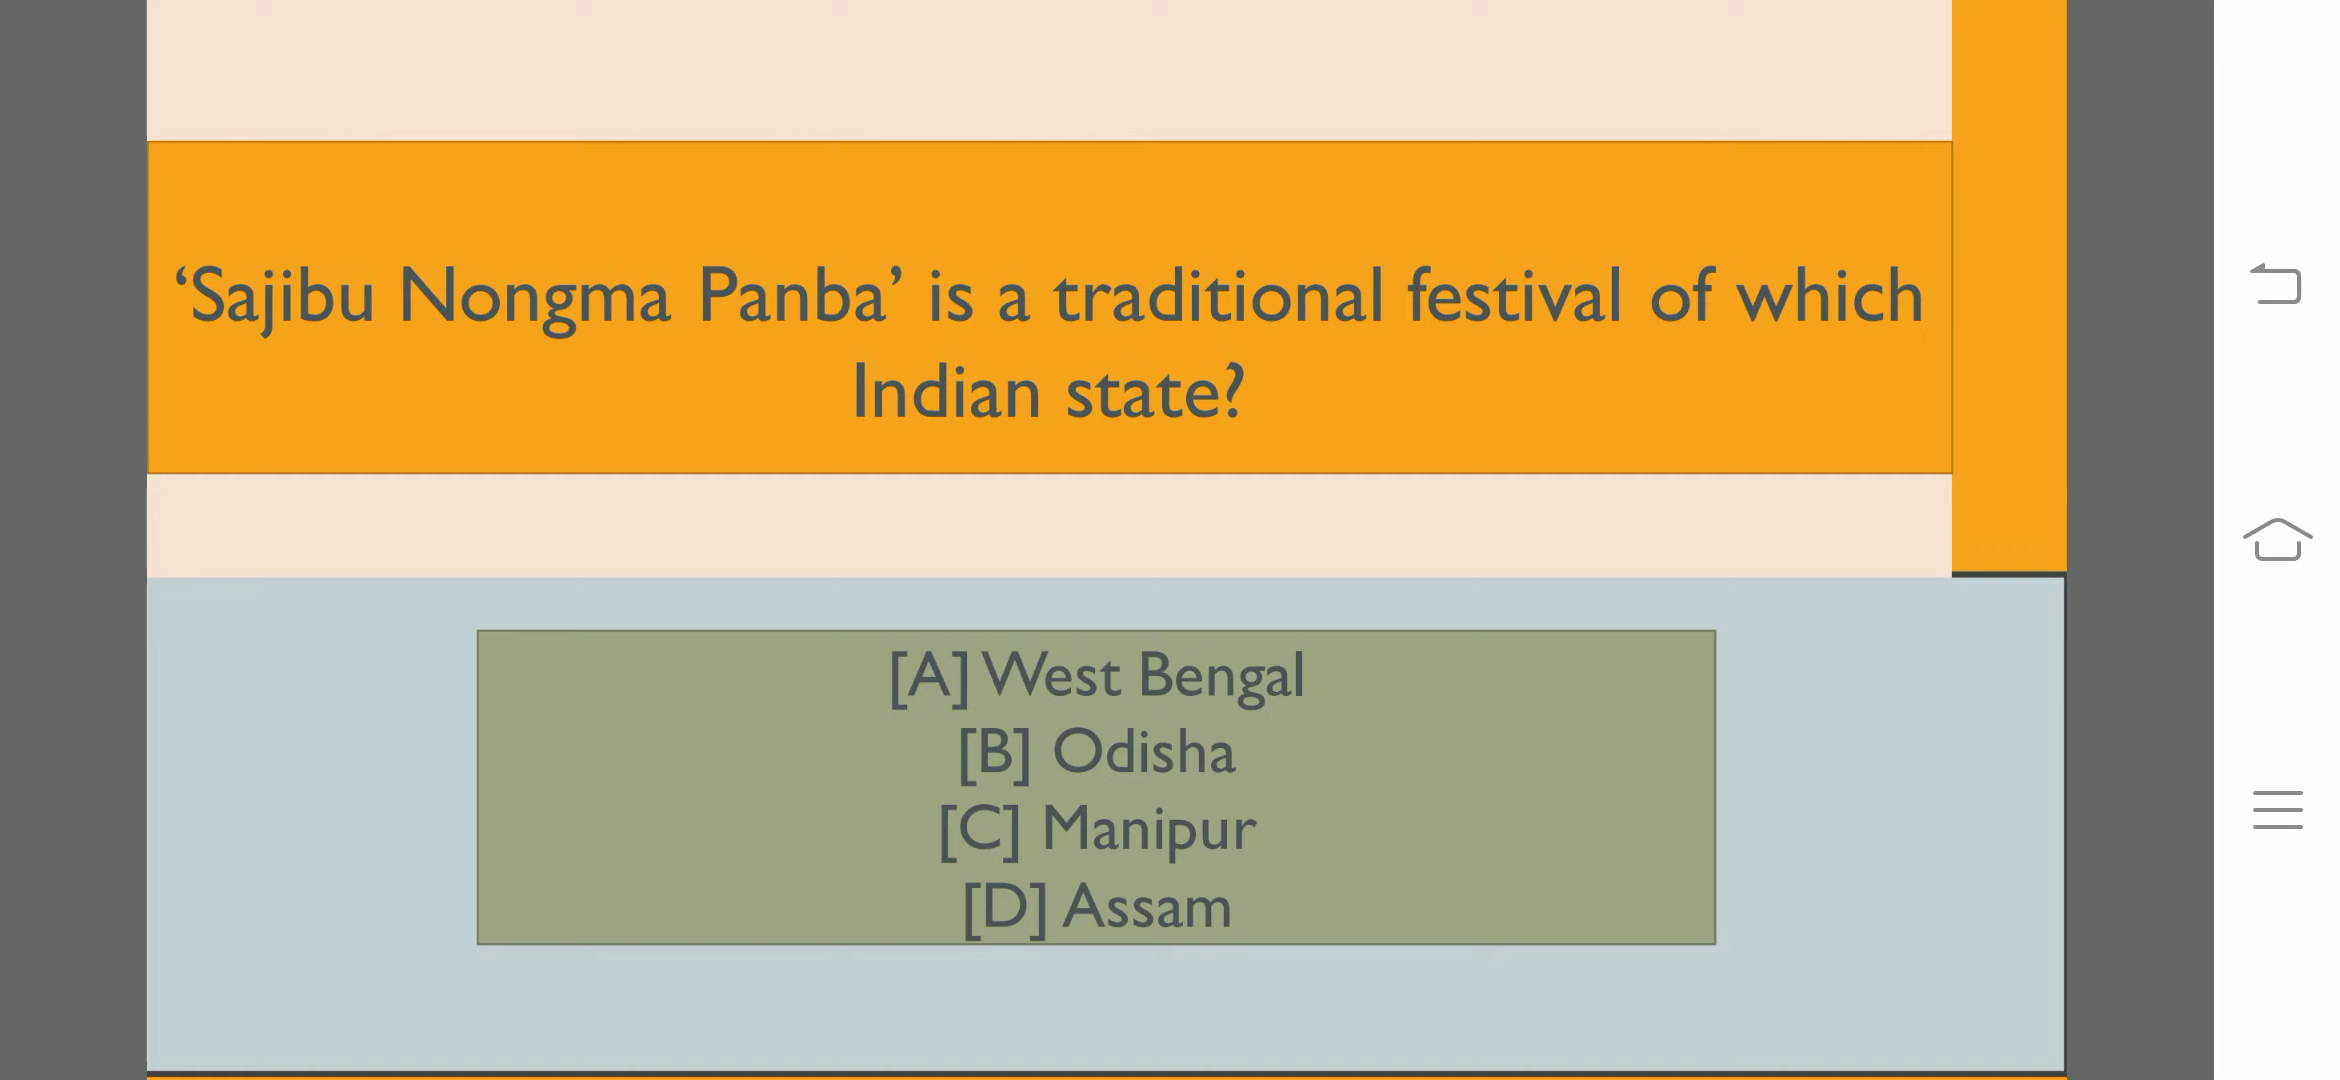 ‘Sajibu Nongma Panba’ is a traditional festival of which
Indian state?
[A] West Bengal
[B] Odisha
[C] Manipur
[D] Assam